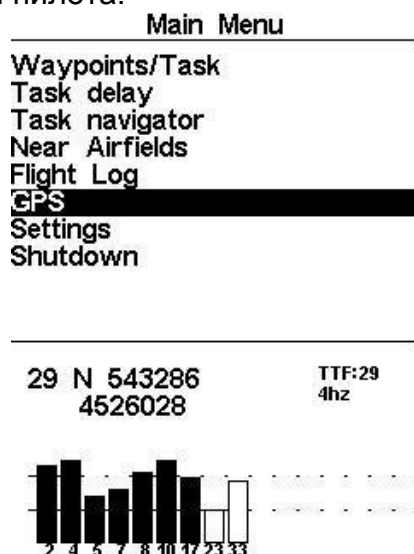 пилота.
Main Menu
Waypoints/Task
Task delay
Task navigator
Near Airfields
Flight Log
GPS
Settings
Shutdown
29 N 543286
4526028
TTF:29
4hz
2 4 5 7 8 10 17 23 33